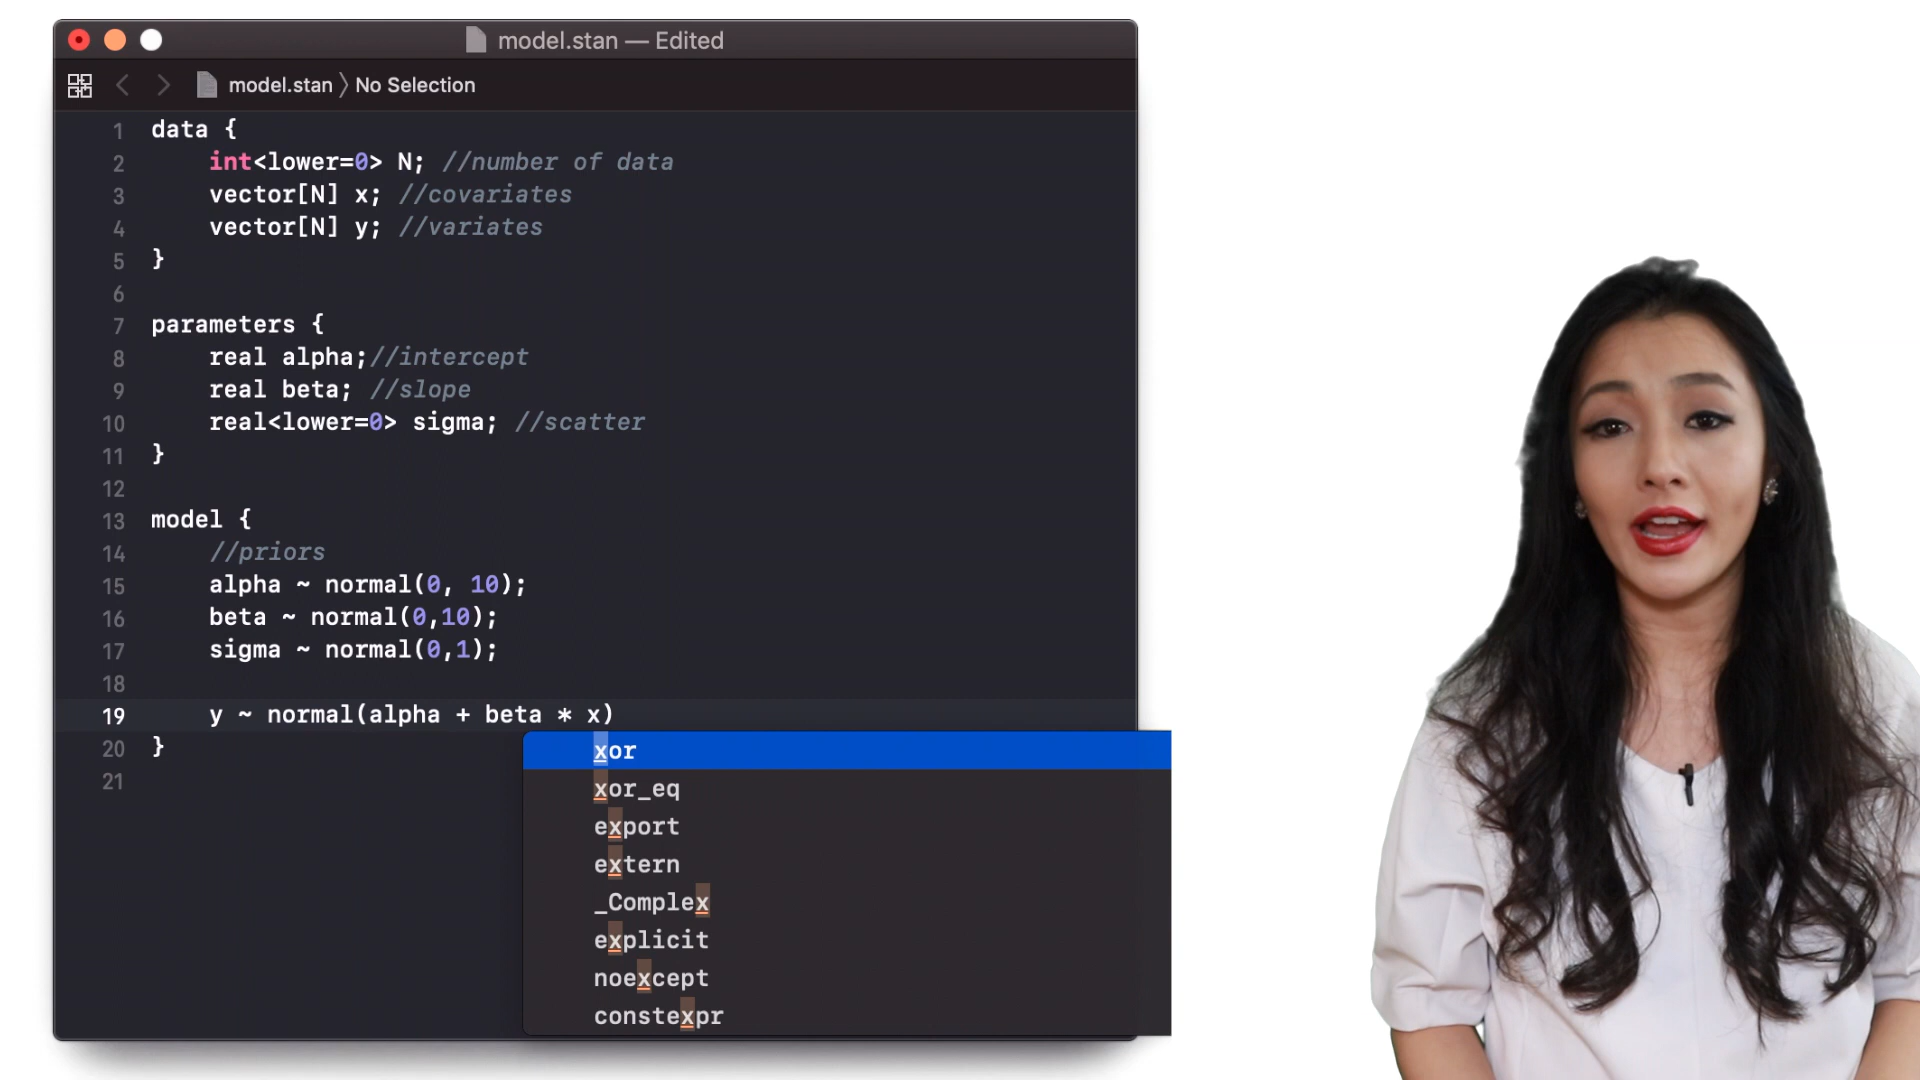 model.stan — Edited
model.stan 〉 No Selection
1 data {
2 int<lower=0> N; //number of data
3 vector[N] x; //covariates
4 vector[N] y; //variates
5 }
6
7 parameters {
8 real alpha;//intercept
9 real beta; //slope
10 real<lower=0> sigma; //scatter
11 }
12
13 model {
14 //priors
15 alpha ~ normal(0, 10);
16 beta ~ normal(0,10);
17 sigma ~ normal(0,1);
18
19 y ~ normal(alpha + beta * x)
20 }
21
xor
xor_eq
export
extern
_Complex
explicit
noexcept
constexpr